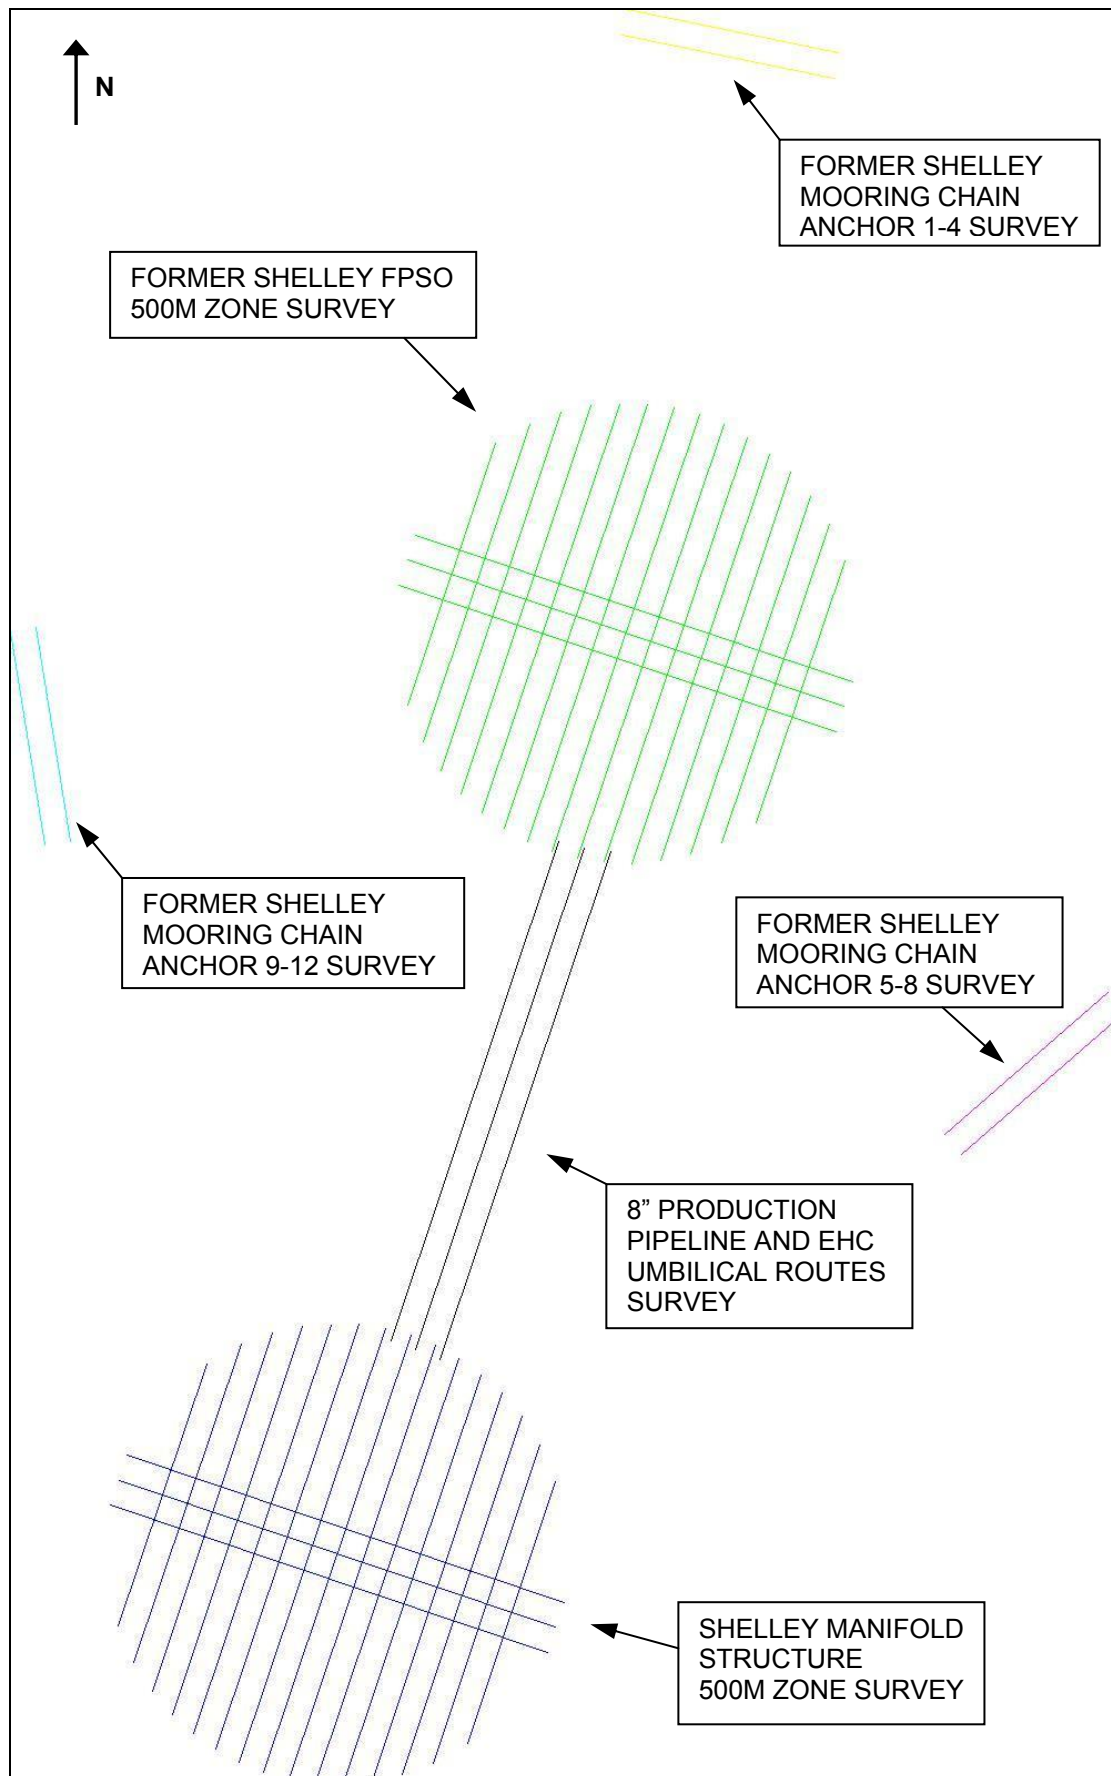 N
FORMER SHELLEY
MOORING CHAIN
ANCHOR 1-4 SURVEY
FORMER SHELLEY FPSO
500M ZONE SURVEY
FORMER SHELLEY
MOORING CHAIN
ANCHOR 9-12 SURVEY
FORMER SHELLEY
MOORING CHAIN
ANCHOR 5-8 SURVEY
8” PRODUCTION
PIPELINE AND EHC
UMBILICAL ROUTES
SURVEY
SHELLEY MANIFOLD
STRUCTURE
500M ZONE SURVEY